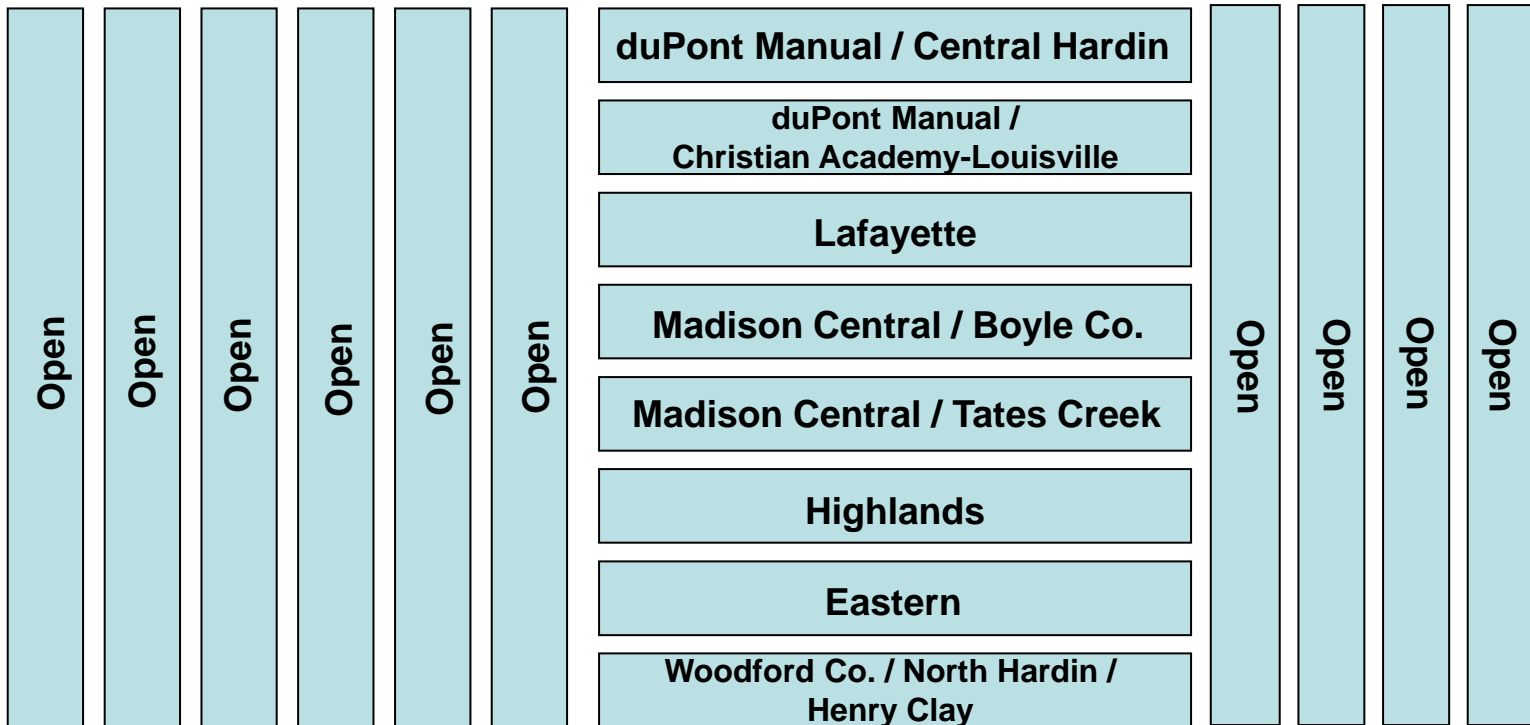 Open
Open
Open
Open
Open
Open
duPont Manual / Central Hardin
duPont Manual /
Christian Academy-Louisville
Lafayette
Madison Central / Boyle Co.
Madison Central / Tates Creek
Highlands
Eastern
Woodford Co. / North Hardin /
Henry Clay
Open
Open
Open
Open